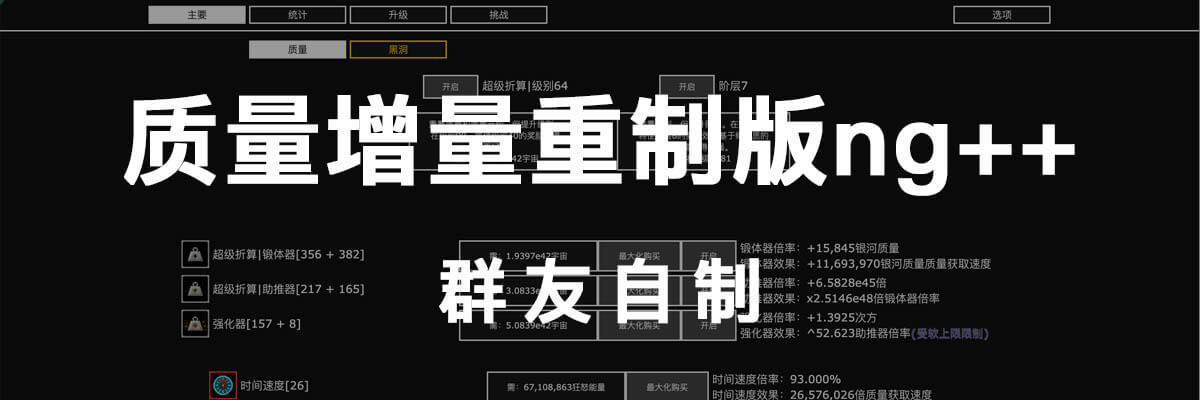 主要 统计 升级 挑战 选项
质量 黑洞
开启 超级折算|级别64 开启 阶层7
质量增量重制版ng++
超级折算|锻体器[356 + 382] 需：1.9397e42宇宙 最大化购买 开启
锻体器倍率：+15,845银河质量
锻体器效果：+11,693,970银河质量质量获取速度
群友自制
超级折算|助推器[217 + 165] 3.0833 最大化购买
助推器倍率：+6.5828e45倍
助推器效果：x2.5146e48倍锻体器倍率
强化器[157 + 8] 需：5.0839e42宇宙 最大化购买 开启
强化器倍率：+1.3925次方
强化器效果：^52.623助推器倍率(受软上限限制)
时间速度[26] 需：67,108,863狂怒能量 最大化购买
时间速度倍率：93.000%
时间速度效果：26,576,026倍质量获取速度